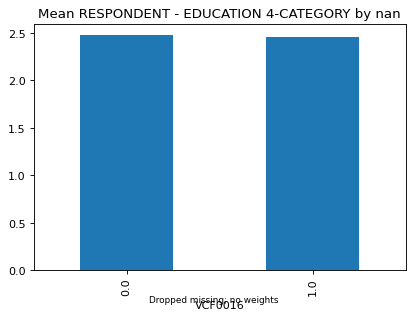 Mean RESPONDENT - EDUCATION 4-CATEGORY by nan
2.5
2.0
1.5
1.0
0.5
0.0
0.0
1.0
Dropped missing; no weights
VCF0016